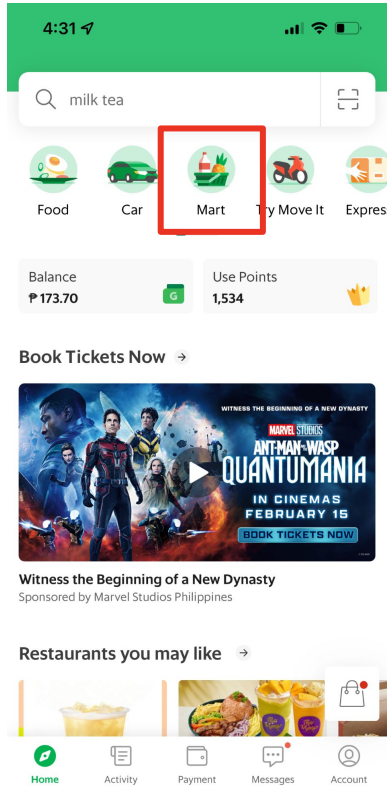 4:31
milk tea
Food
Car
Mart
Try Move It
Expres
Balance
₱ 173.70
G
Use Points
1,534
Book Tickets Now
WITNESS THE BEGINNING OF A NEW DYNASTY
MARVEL STUDIOS
ANT-MAN AND THE WASP
QUANTUMANIA
IN CINEMAS
FEBRUARY 15
BOOK TICKETS NOW
Witness the Beginning of a New Dynasty
Sponsored by Marvel Studios Philippines
Restaurants you may like
Home
Activity
Payment
Messages
Account